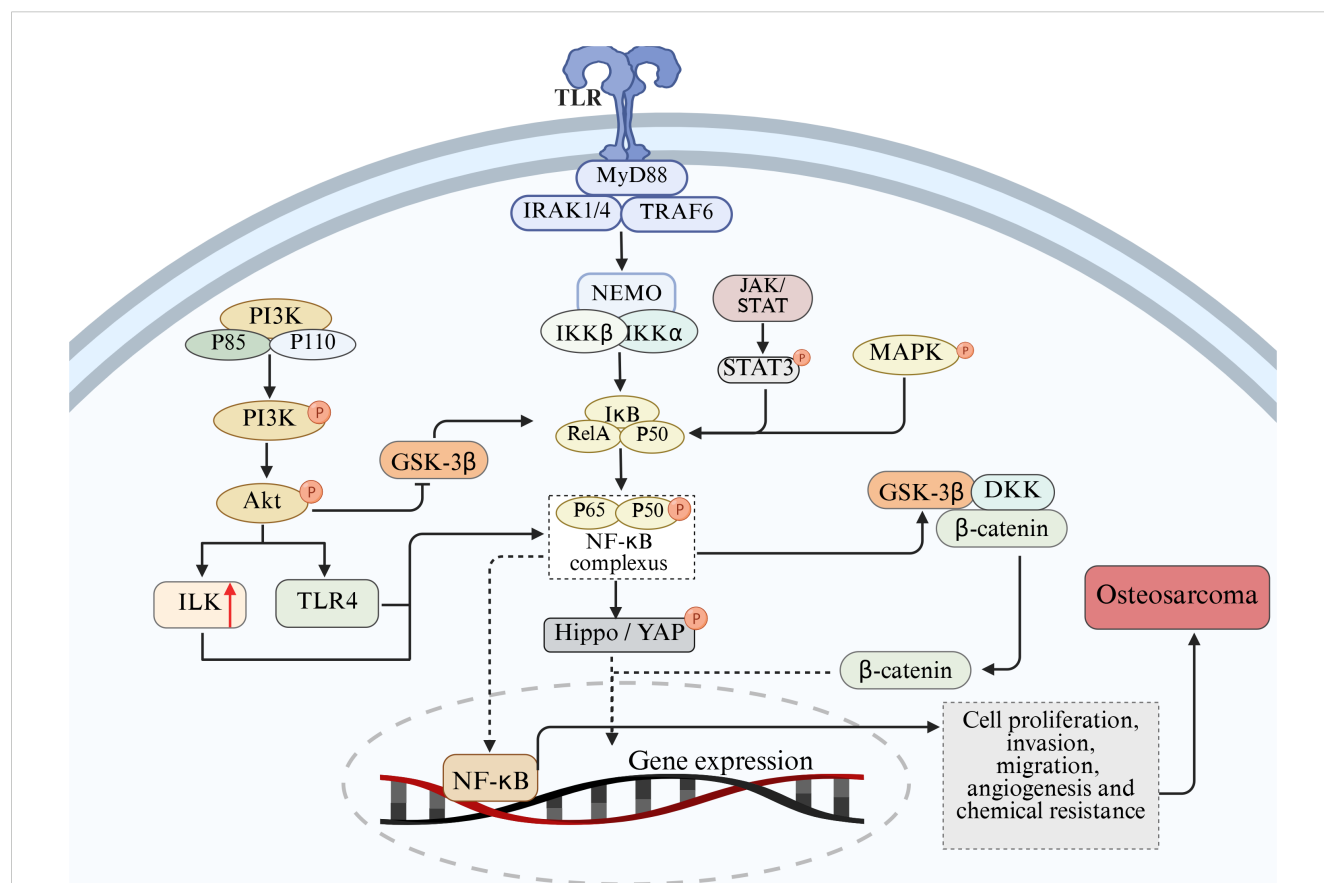 TLR
MyD88
IRAK1/4
TRAF6
NEMO
IKKβ
IKKα
JAK/
STAT
STAT3
P
MAPK
P
PI3K
P85
P110
PI3K
P
Akt
P
GSK-3β
IκB
RelA
P50
P65
P50
P
NF-κB
complexus
GSK-3β
DKK
β-catenin
ILK
TLR4
Hippo / YAP
P
β-catenin
Osteosarcoma
Cell proliferation,
invasion,
migration,
angiogenesis and
chemical resistance
Gene expression
NF-κB